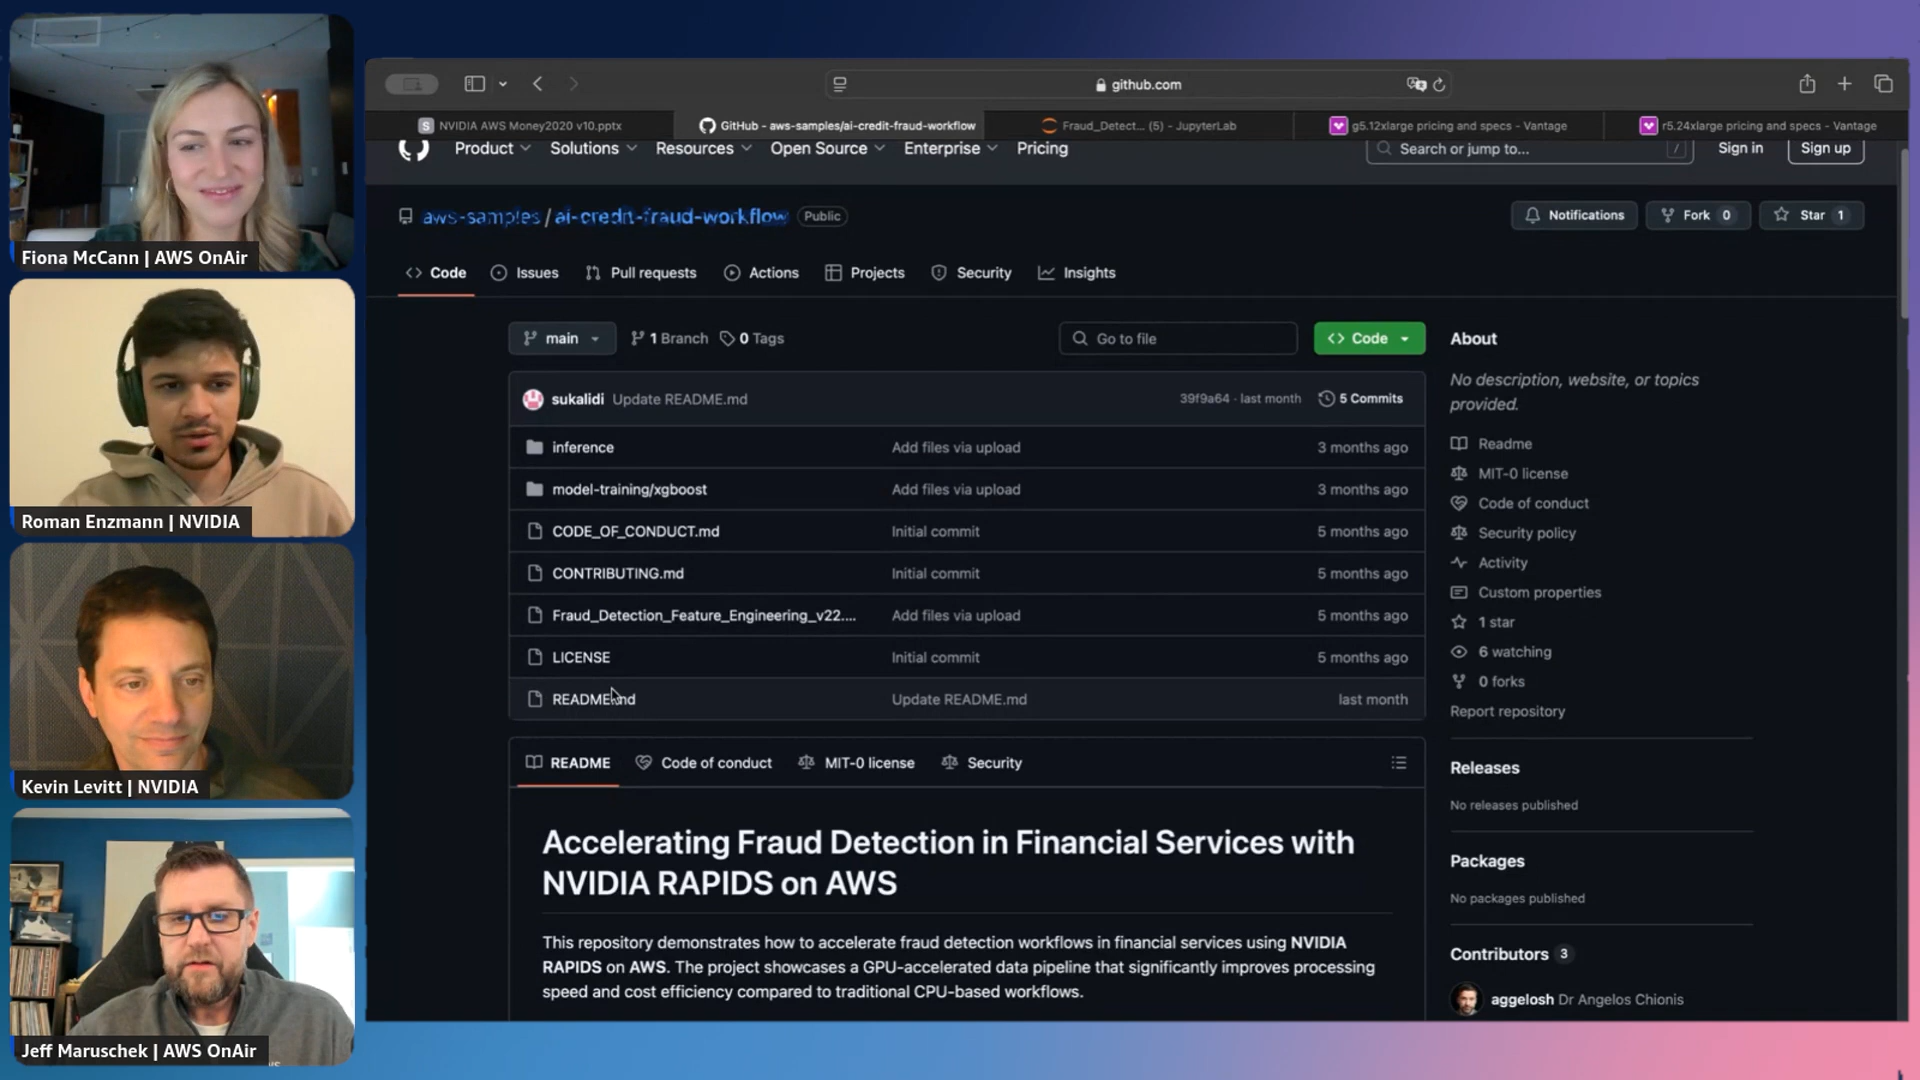 Fiona McCann | AWS OnAir
Roman Enzmann | NVIDIA
Kevin Levitt | NVIDIA
Jeff Maruschek | AWS OnAir
github.com
S NVIDIA AWS Money2020 v10.pptx
GitHub - aws-samples/ai-credit-fraud-workflow
Fraud_Detect... (5) - JupyterLab
g5.12xlarge pricing and specs - Vantage
r5.24xlarge pricing and specs - Vantage
Product Solutions Resources Open Source Enterprise Pricing
Search or jump to... / Sign in Sign up
aws-samples / ai-credit-fraud-workflow Public
Notifications Fork 0 Star 1
Code Issues Pull requests Actions Projects Security Insights
main 1 Branch 0 Tags Go to file Code
sukalidi Update README.md 39f9a64 · last month 5 Commits
inference Add files via upload 3 months ago
model-training/xgboost Add files via upload 3 months ago
CODE_OF_CONDUCT.md Initial commit 5 months ago
CONTRIBUTING.md Initial commit 5 months ago
Fraud_Detection_Feature_Engineering_v22.... Add files via upload 5 months ago
LICENSE Initial commit 5 months ago
README.md Update README.md last month
README Code of conduct MIT-0 license Security
Accelerating Fraud Detection in Financial Services with
NVIDIA RAPIDS on AWS
This repository demonstrates how to accelerate fraud detection workflows in financial services using NVIDIA
RAPIDS on AWS. The project showcases a GPU-accelerated data pipeline that significantly improves processing
speed and cost efficiency compared to traditional CPU-based workflows.
About
No description, website, or topics
provided.
Readme
MIT-0 license
Code of conduct
Security policy
Activity
Custom properties
1 star
6 watching
0 forks
Report repository
Releases
No releases published
Packages
No packages published
Contributors 3
aggelosh Dr Angelos Chionis